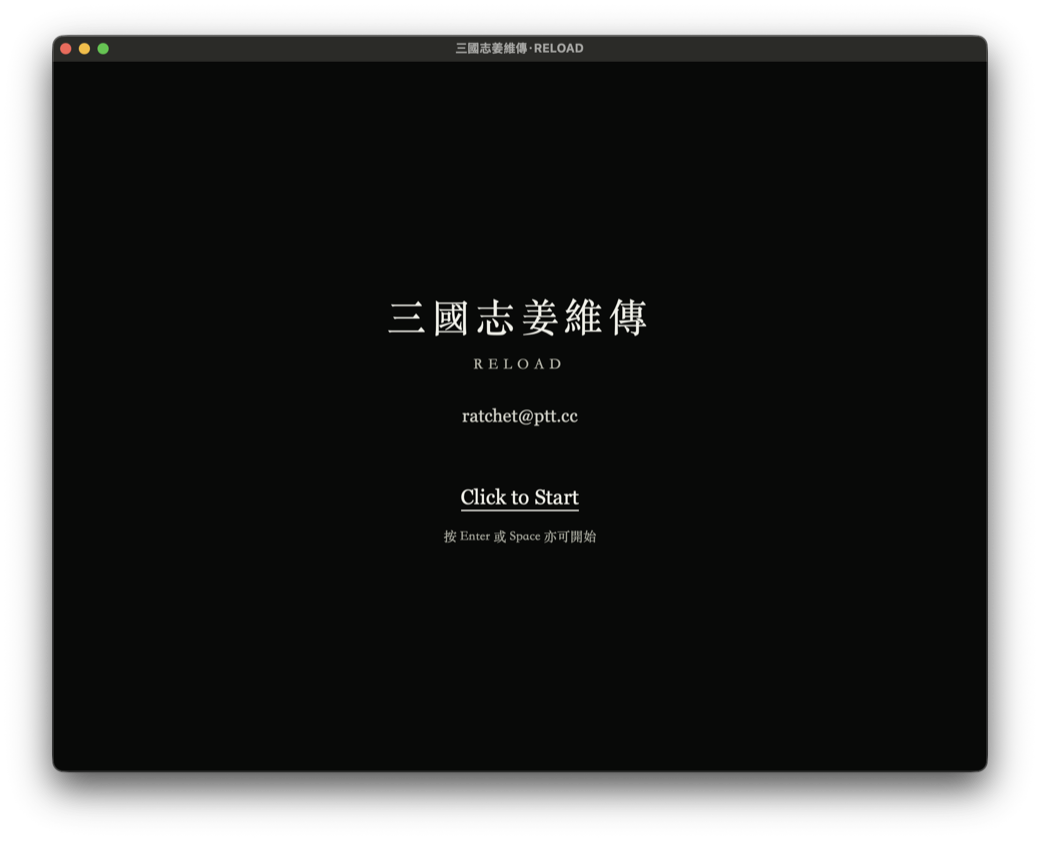 三國志姜維傳·RELOAD
三國志姜維傳
RELOAD
ratchet@ptt.cc
Click to Start
按 Enter 或 Space 亦可開始